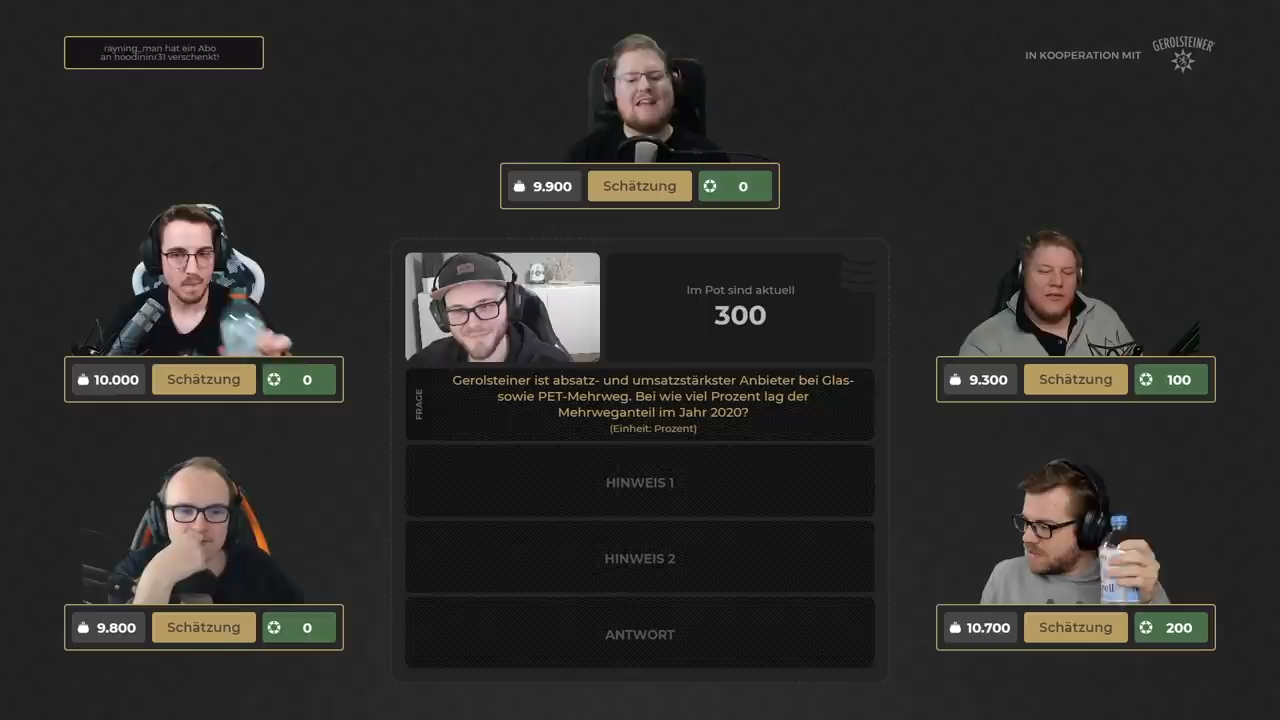 rayning_man hat ein Abo
an hoodininr31 verschenkt!
IN KOOPERATION MIT
GEROLSTEINER
9.900 Schätzung 0
10.000 Schätzung 0
9.300 Schätzung 100
9.800 Schätzung 0
10.700 Schätzung 200
Im Pot sind aktuell
300
FRAGE
Gerolsteiner ist absatz- und umsatzstärkster Anbieter bei Glas-
sowie PET-Mehrweg. Bei wie viel Prozent lag der
Mehrweganteil im Jahr 2020?
(Einheit: Prozent)
HINWEIS 1
HINWEIS 2
ANTWORT